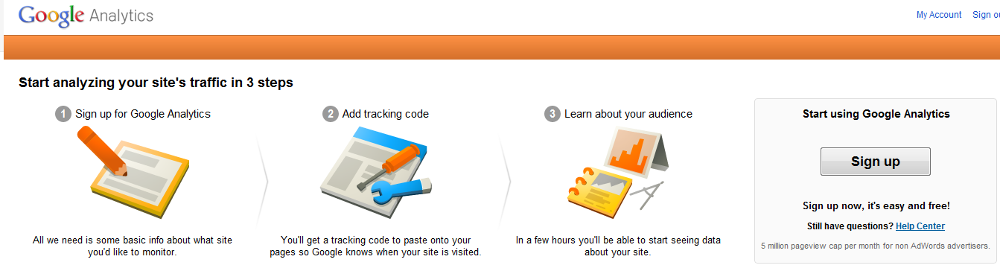 Google Analytics
My Account Sign
Start analyzing your site's traffic in 3 steps
1 Sign up for Google Analytics
All we need is some basic info about what site
you'd like to monitor.
2 Add tracking code
You'll get a tracking code to paste onto your
pages so Google knows when your site is visited.
3 Learn about your audience
In a few hours you'll be able to start seeing data
about your site.
Start using Google Analytics
Sign up
Sign up now, it's easy and free!
Still have questions? Help Center
5 million pageview cap per month for non AdWords advertisers.